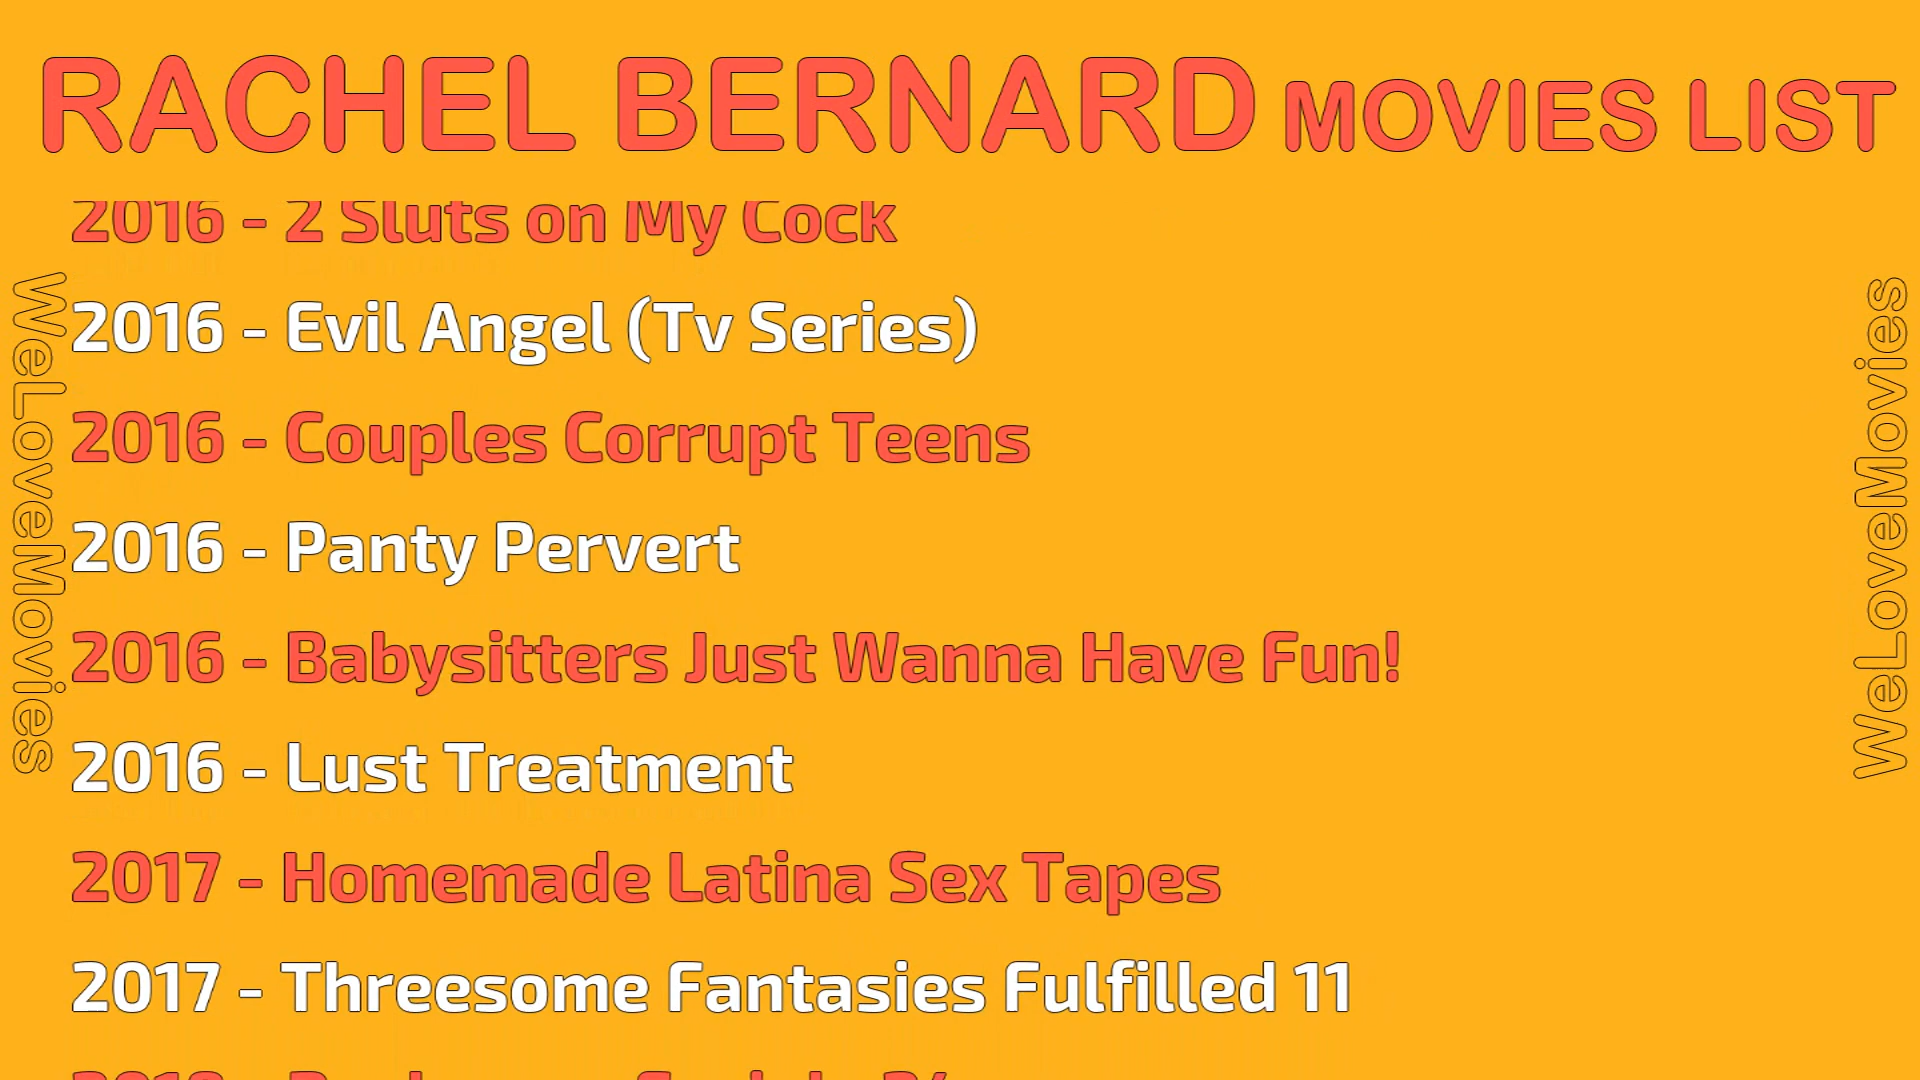 RACHEL BERNARD MOVIES LIST
2016 - 2 Sluts on My Cock
2016 - Evil Angel (Tv Series)
2016 - Couples Corrupt Teens
2016 - Panty Pervert
2016 - Babysitters Just Wanna Have Fun!
2016 - Lust Treatment
2017 - Homemade Latina Sex Tapes
2017 - Threesome Fantasies Fulfilled 11
WeLoveMovies
WeLoveMovies